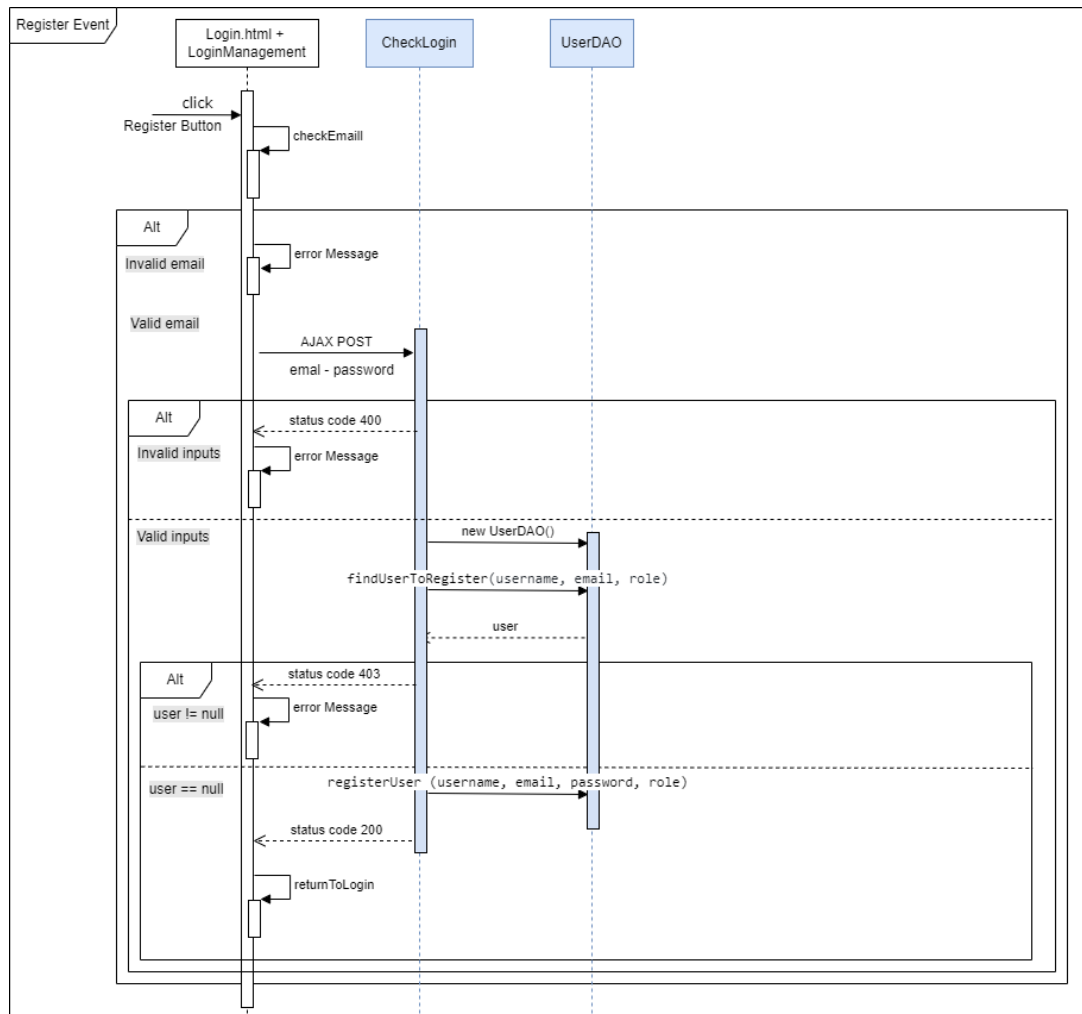 Register Event
Login.html +
LoginManagement
CheckLogin
UserDAO
click
Register Button
checkEmaill
Alt
Invalid email
error Message
Valid email
AJAX POST
emal - password
Alt
status code 400
Invalid inputs
error Message
Valid inputs
new UserDAO()
findUserToRegister(username, email, role)
user
Alt
status code 403
user != null
error Message
registerUser (username, email, password, role)
user == null
status code 200
returnToLogin